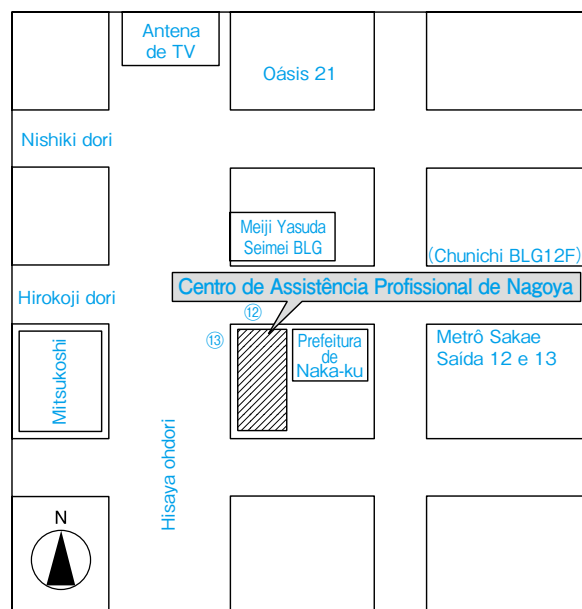 Antena
de TV
Oásis 21
Nishiki dori
Meiji Yasuda
Seimei BLG
(Chunichi BLG12F)
Centro de Assistência Profissional de Nagoya
Hirokoji dori
⑫
⑬
Mitsukoshi
Prefeitura
de
Naka-ku
Metrô Sakae
Saída 12 e 13
Hisaya ohdori
N